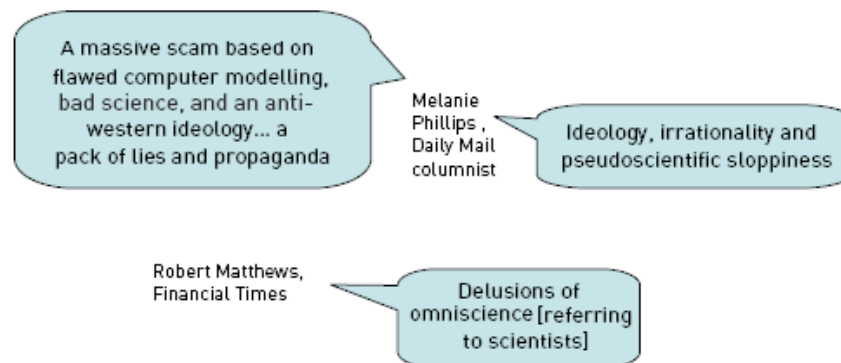 A massive scam based on
flawed computer modelling,
bad science, and an anti-
western ideology... a
pack of lies and propaganda
Melanie
Phillips ,
Daily Mail
columnist
Ideology, irrationality and
pseudoscientific sloppiness
Robert Matthews,
Financial Times
Delusions of
omniscience [referring
to scientists]